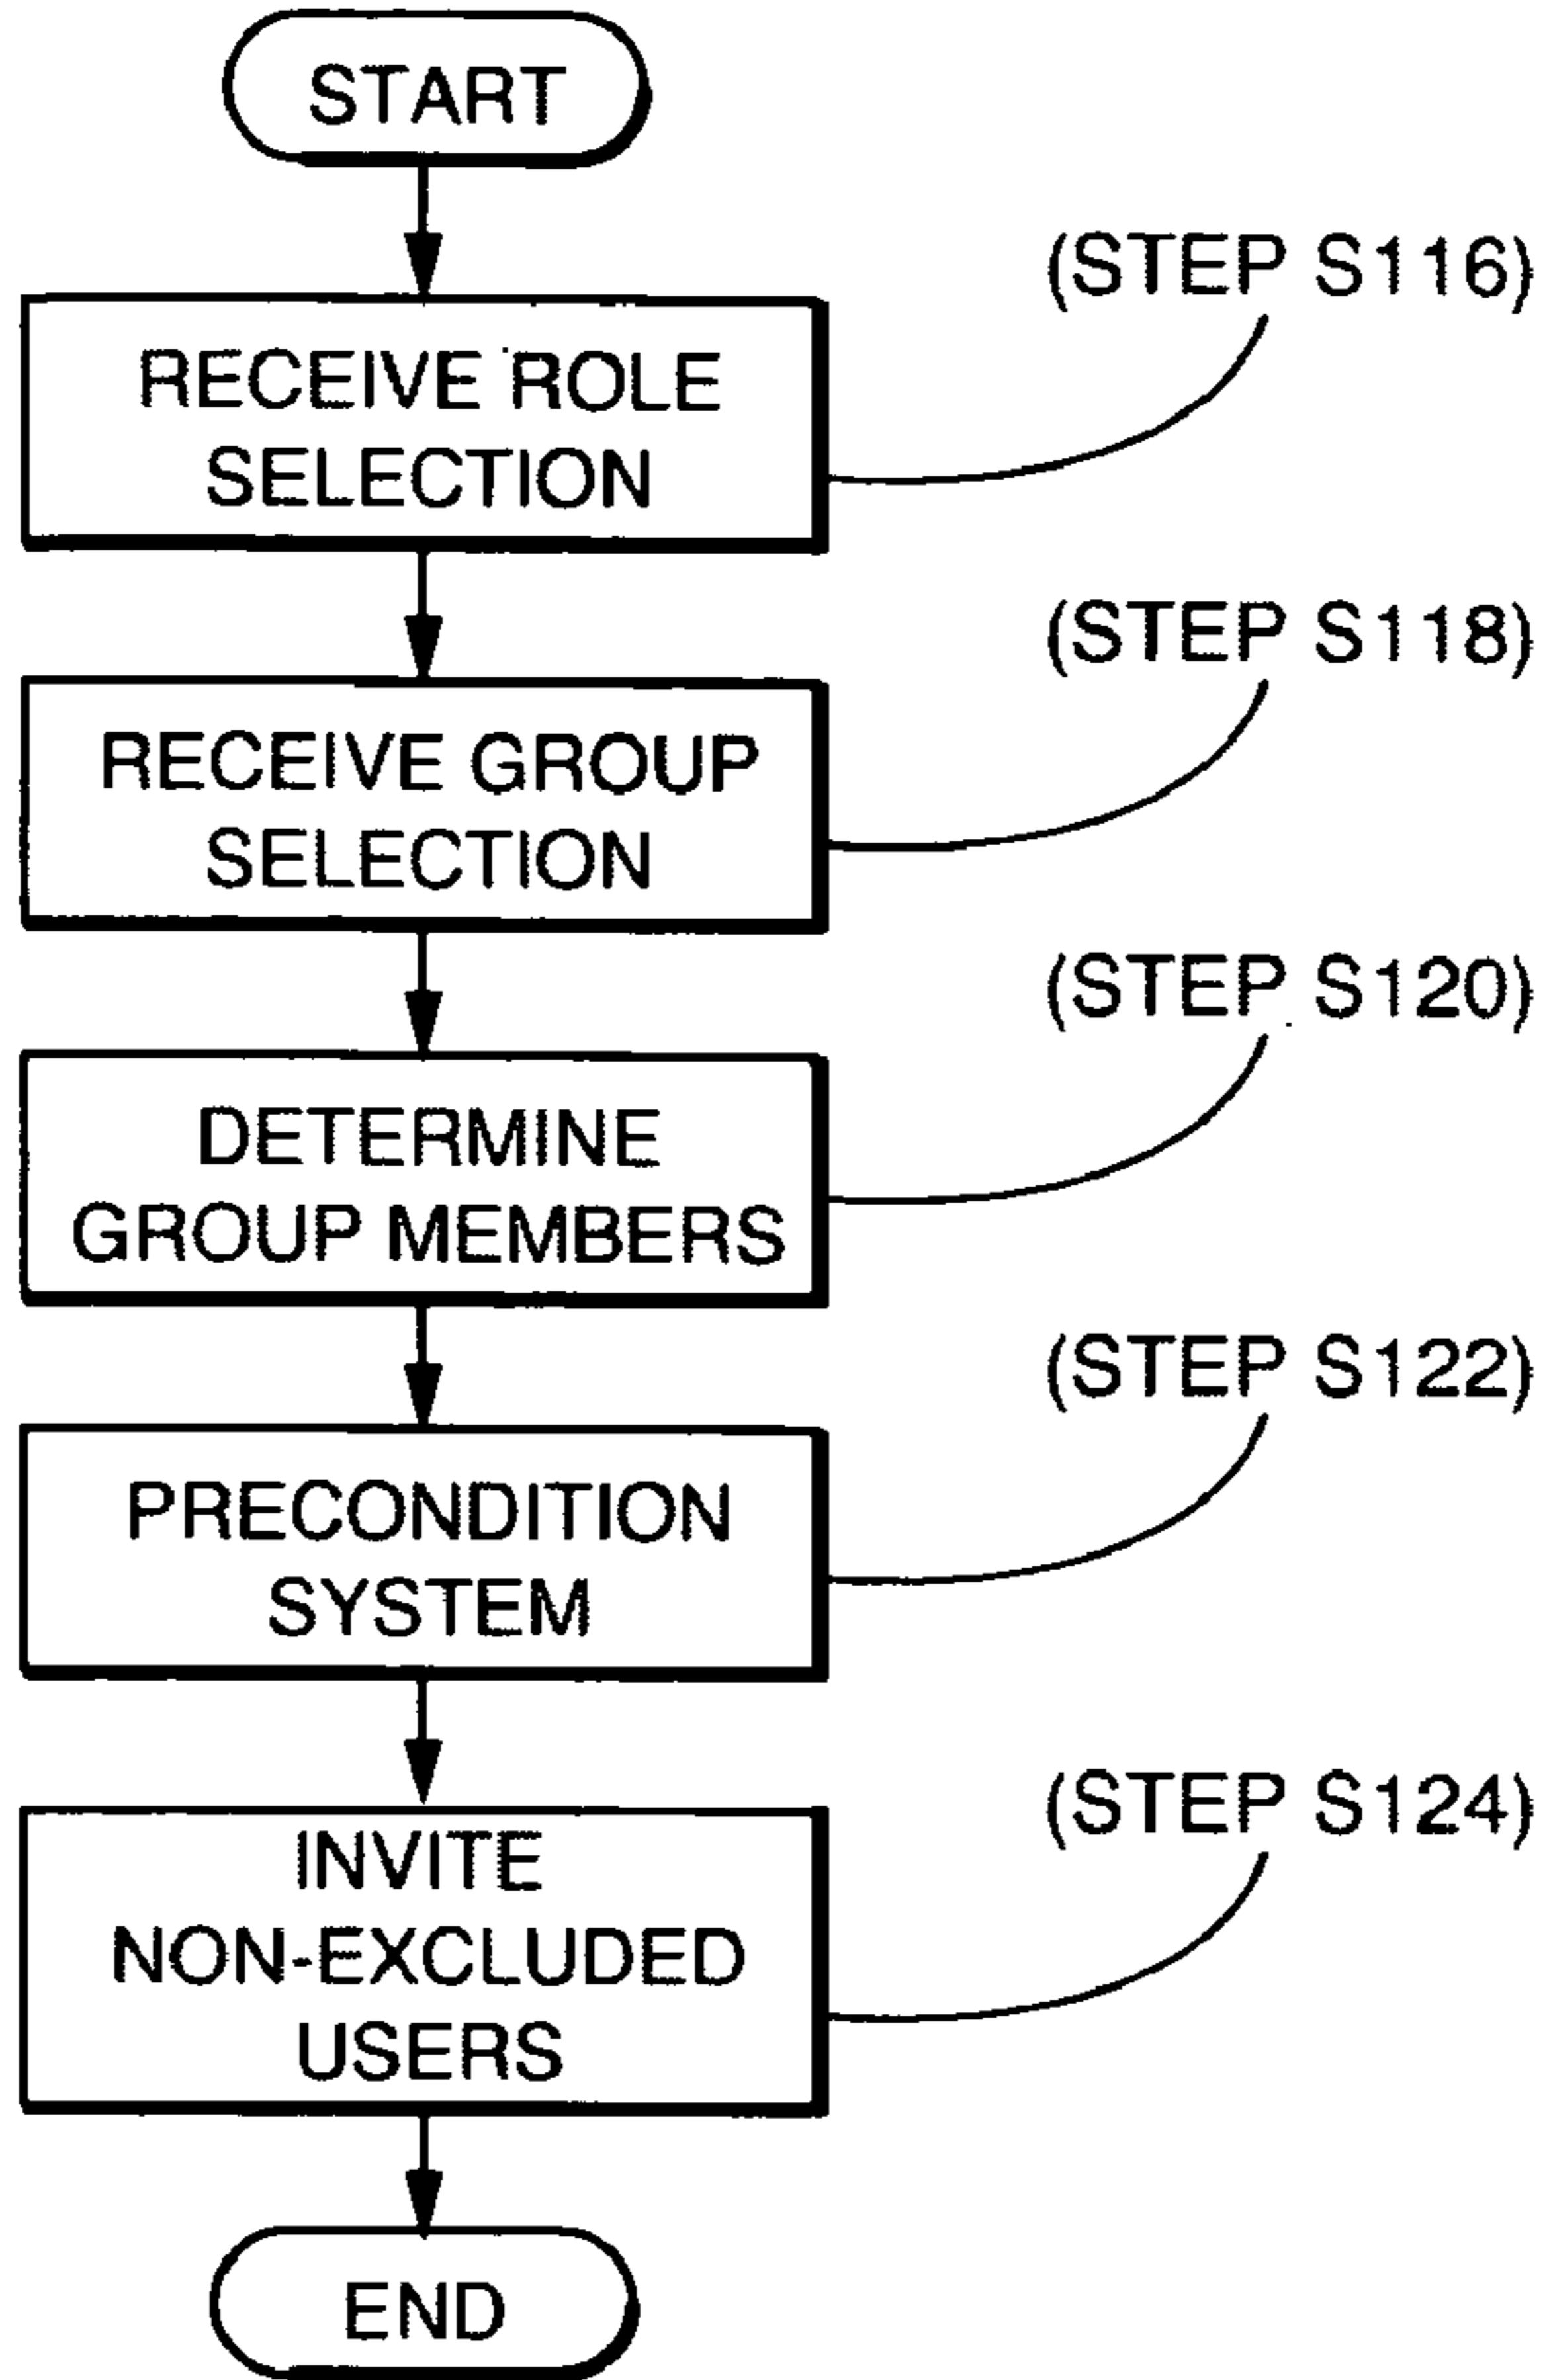 START
(STEP S116)
RECEIVE ROLE
SELECTION
(STEP S118)
RECEIVE GROUP
SELECTION
(STEP S120)
DETERMINE
GROUP MEMBERS
(STEP S122)
PRECONDITION
SYSTEM
(STEP S124)
INVITE
NON-EXCLUDED
USERS
END